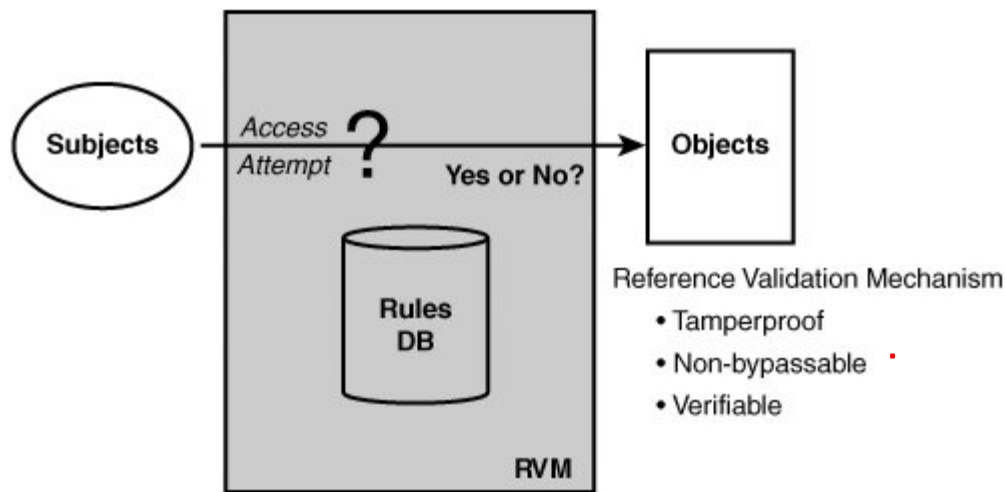 Subjects
Access
Attempt
?
Yes or No?
Objects
Rules
DB
RVM
Reference Validation Mechanism
• Tamperproof
• Non-bypassable
• Verifiable